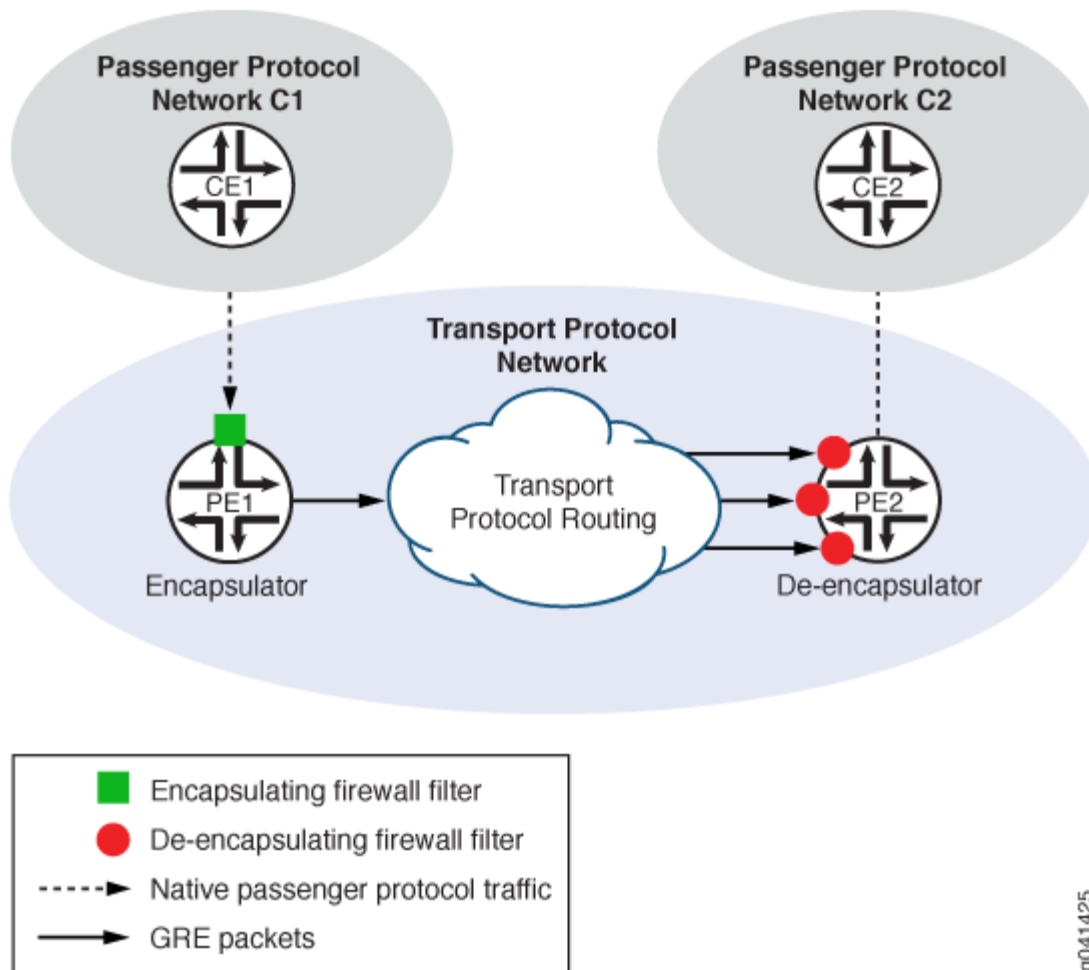 Passenger Protocol
Network C1
CE1
Passenger Protocol
Network C2
CE2
Transport Protocol
Network
PE1
Encapsulator
Transport
Protocol Routing
PE2
De-encapsulator
Encapsulating firewall filter
De-encapsulating firewall filter
Native passenger protocol traffic
GRE packets
g041425